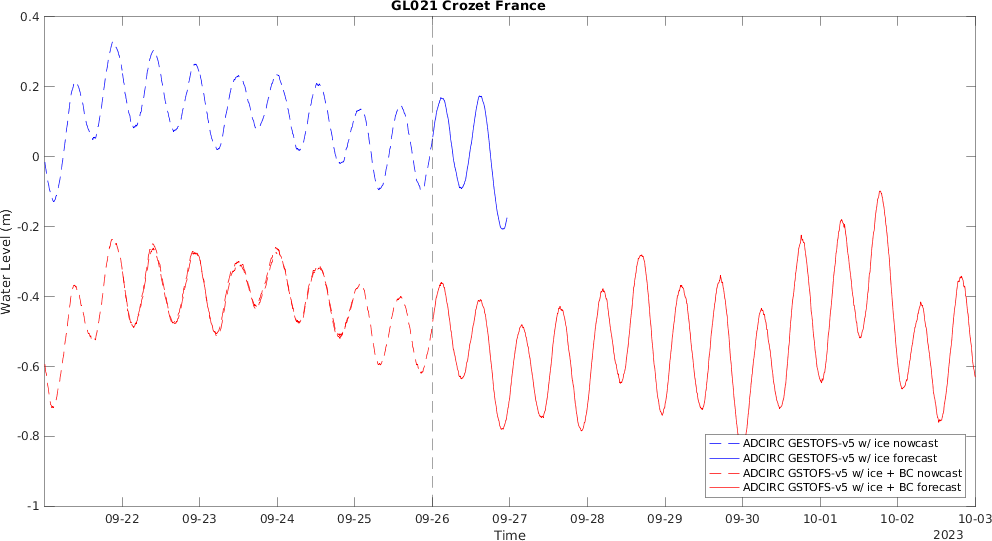 GL021 Crozet France
0.4
0.2
0
-0.2
-0.4
-0.6
-0.8
-1
Water Level (m)
ADCIRC GESTOFS-v5 w/ ice nowcast
ADCIRC GESTOFS-v5 w/ ice forecast
ADCIRC GSTOFS-v5 w/ ice + BC nowcast
ADCIRC GSTOFS-v5 w/ ice + BC forecast
09-22 09-23 09-24 09-25 09-26 09-27 09-28 09-29 09-30 10-01 10-02 10-03
Time
2023